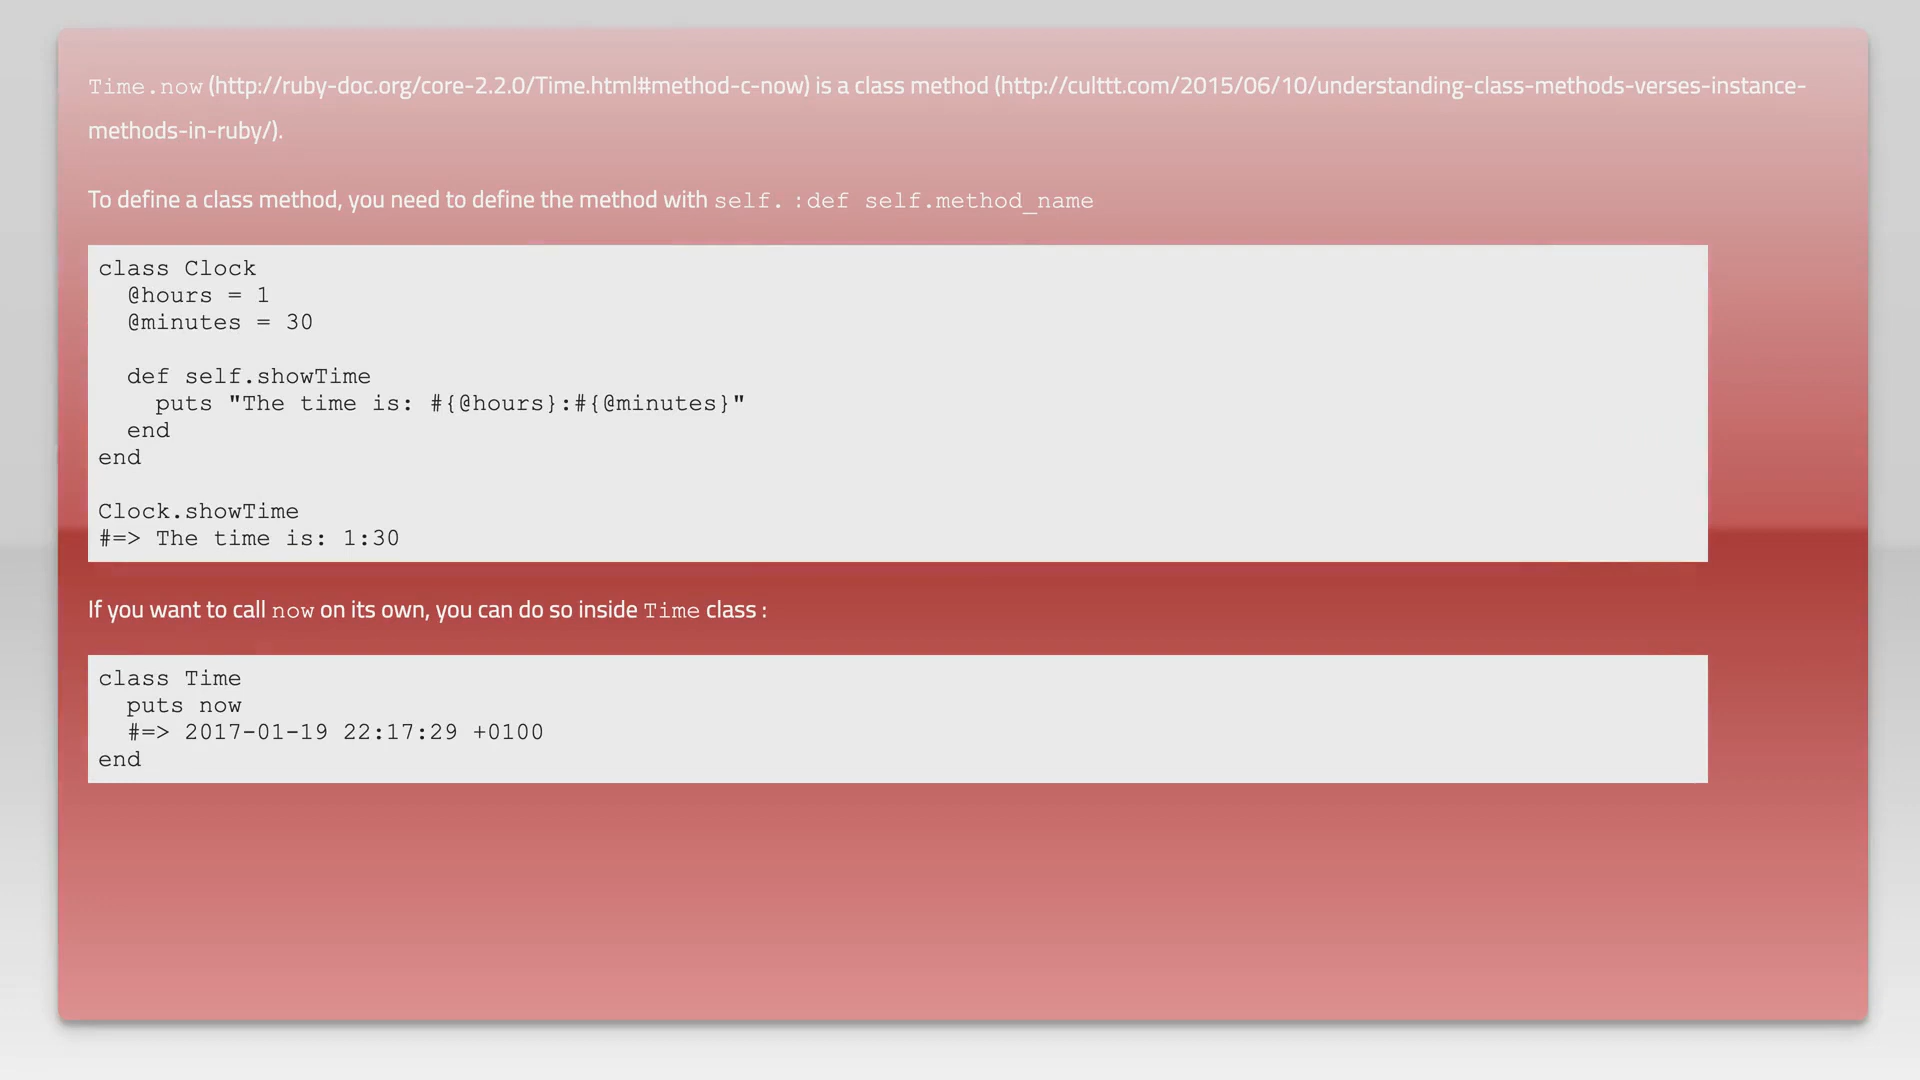 Time.now (http://ruby-doc.org/core-2.2.0/Time.html#method-c-now) is a class method (http://culttt.com/2015/06/10/understanding-class-methods-verses-instance-
methods-in-ruby/).
To define a class method, you need to define the method with self. :def self.method_name
class Clock
  @hours = 1
  @minutes = 30
  def self.showTime
    puts "The time is: #{@hours}:#{@minutes}"
  end
end
Clock.showTime
#=> The time is: 1:30
If you want to call now on its own, you can do so inside Time class :
class Time
  puts now
  #=> 2017-01-19 22:17:29 +0100
end